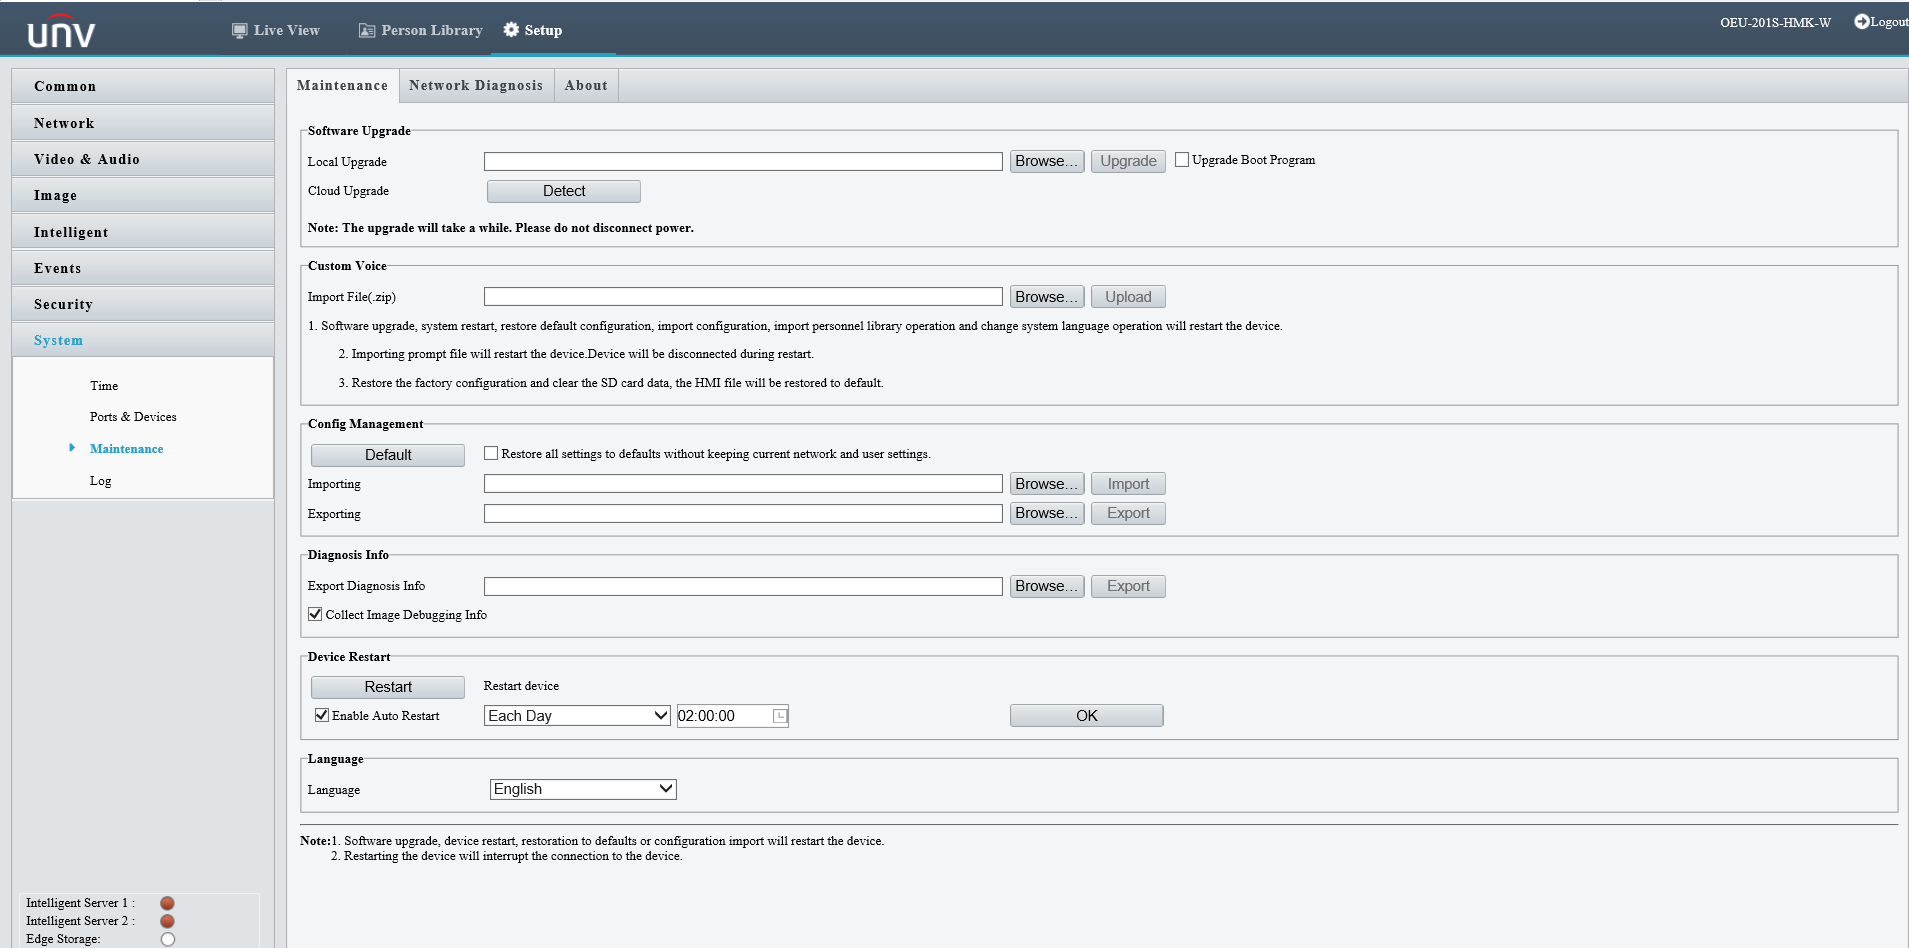 unv
Live View
Person Library
Setup
OEU-201S-HMK-W
Logout
Common
Network
Video & Audio
Image
Intelligent
Events
Security
System
Time
Ports & Devices
Maintenance
Log
Intelligent Server 1 :
Intelligent Server 2 :
Edge Storage:
Maintenance
Network Diagnosis
About
Software Upgrade
Local Upgrade Browse... Upgrade Upgrade Boot Program
Cloud Upgrade Detect
Note: The upgrade will take a while. Please do not disconnect power.
Custom Voice
Import File(.zip) Browse... Upload
1. Software upgrade, system restart, restore default configuration, import configuration, import personnel library operation and change system language operation will restart the device.
2. Importing prompt file will restart the device.Device will be disconnected during restart.
3. Restore the factory configuration and clear the SD card data, the HMI file will be restored to default.
Config Management
Default Restore all settings to defaults without keeping current network and user settings.
Importing Browse... Import
Exporting Browse... Export
Diagnosis Info
Export Diagnosis Info Browse... Export
Collect Image Debugging Info
Device Restart
Restart Restart device
Enable Auto Restart Each Day 02:00:00 OK
Language
Language English
Note:1. Software upgrade, device restart, restoration to defaults or configuration import will restart the device.
2. Restarting the device will interrupt the connection to the device.